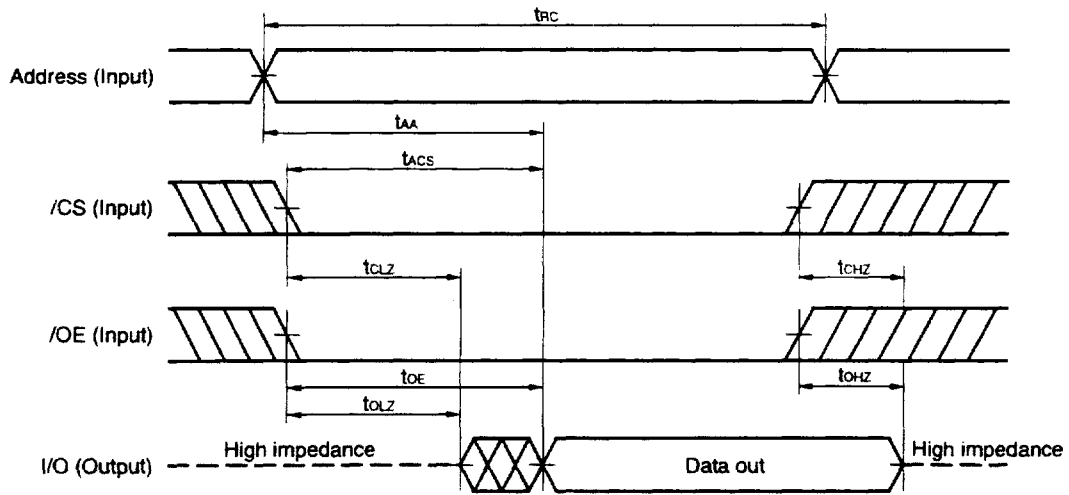 tRC
Address (Input)
tAA
tACS
/CS (Input)
tCLZ
tCHZ
/OE (Input)
tOE
tOHZ
tOLZ
High impedance
I/O (Output)
Data out
High impedance